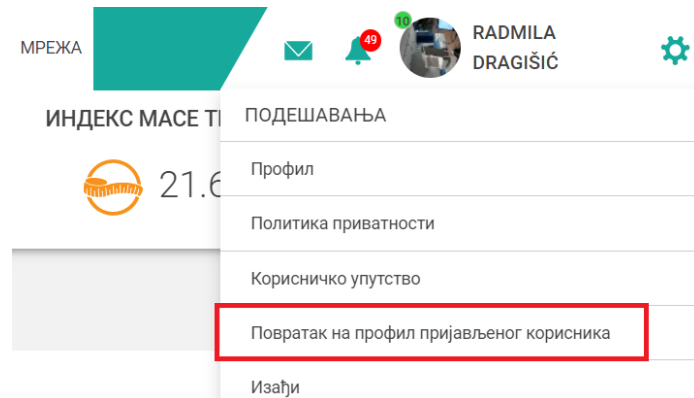 МРЕЖА
10
49
RADMILA
DRAGIŠIĆ
ИНДЕКС МАСЕ
21.6
ПОДЕШАВАЊА
Профил
Политика приватности
Корисничко упутство
Повратак на профил пријављеног корисника
Изађи